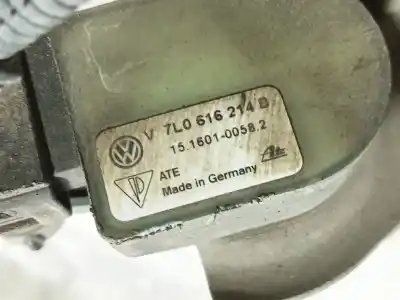 V 7L0 616 214 B
15.1601-0058.2
ATE
Made in Germany